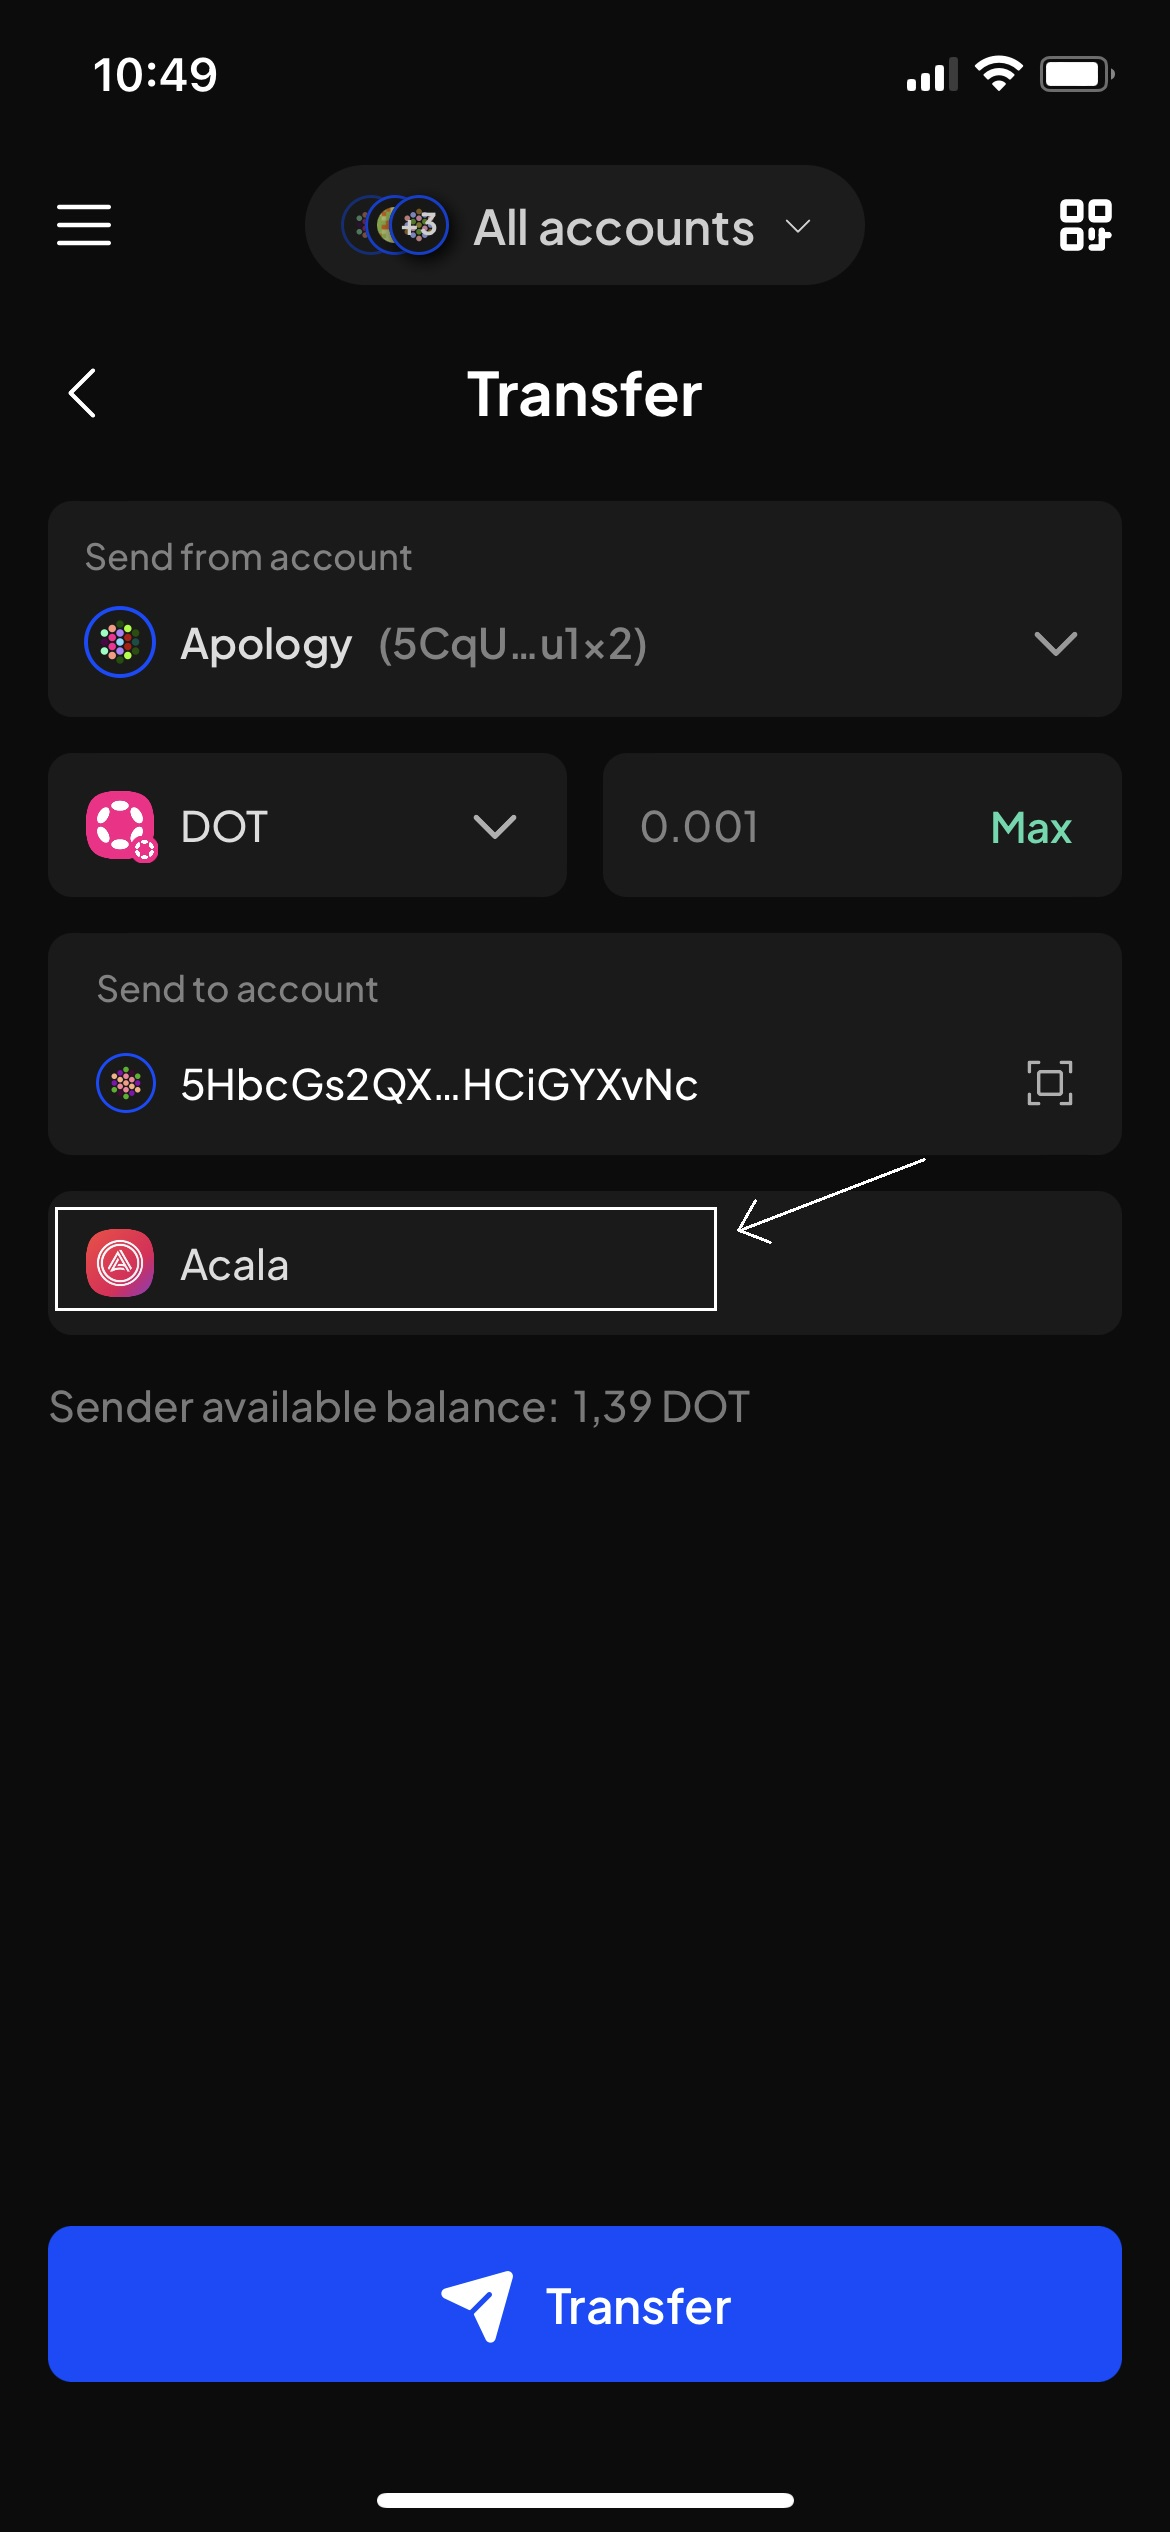 10:49
+3 All accounts
Transfer
Send from account
Apology (5CqU...u1x2)
DOT
0.001 Max
Send to account
5HbcGs2QX...HCiGYXvNc
Acala
Sender available balance: 1,39 DOT
Transfer